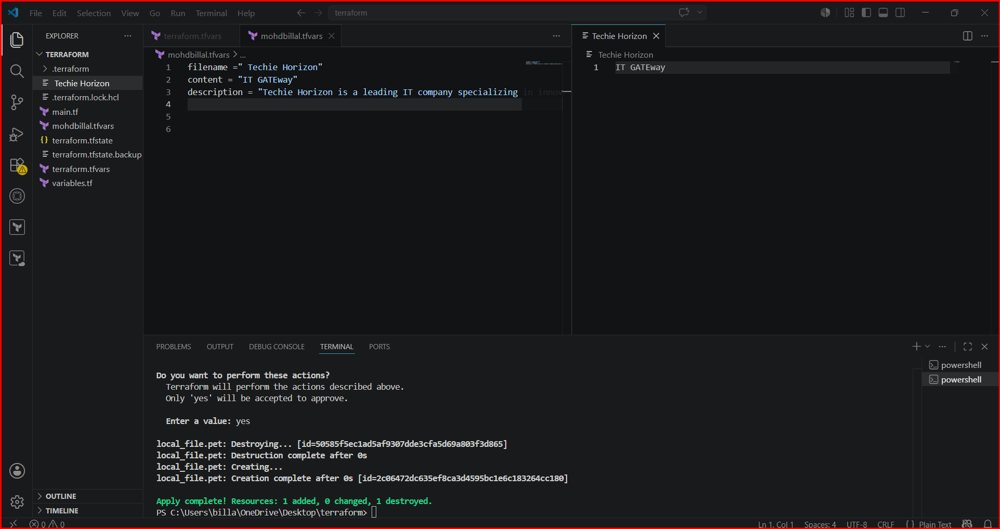 File Edit Selection View Go Run Terminal Help
terraform
EXPLORER
TERRAFORM
.terraform
Techie Horizon
.terraform.lock.hcl
main.tf
mohdbillal.tfvars
terraform.tfstate
terraform.tfstate.backup
terraform.tfvars
variables.tf
OUTLINE
TIMELINE
terraform.tfvars mohdbillal.tfvars
mohdbillal.tfvars > ...
1 filename =" Techie Horizon"
2 content = "IT GATEway"
3 description = "Techie Horizon is a leading IT company specializing in innov
4
5
6
Techie Horizon
Techie Horizon
1 IT GATEway
PROBLEMS OUTPUT DEBUG CONSOLE TERMINAL PORTS
Do you want to perform these actions?
Terraform will perform the actions described above.
Only 'yes' will be accepted to approve.
Enter a value: yes
local_file.pet: Destroying... [id=50585f5ec1ad5af9307dde3cfa5d69a803f3d865]
local_file.pet: Destruction complete after 0s
local_file.pet: Creating...
local_file.pet: Creation complete after 0s [id=2c06472dc635ef8ca3d4595bc1e6c183264cc180]
Apply complete! Resources: 1 added, 0 changed, 1 destroyed.
PS C:\Users\billa\OneDrive\Desktop\terraform>
powershell
powershell
0 0
Ln 1, Col 1 Spaces: 4 UTF-8 CRLF { } Plain Text